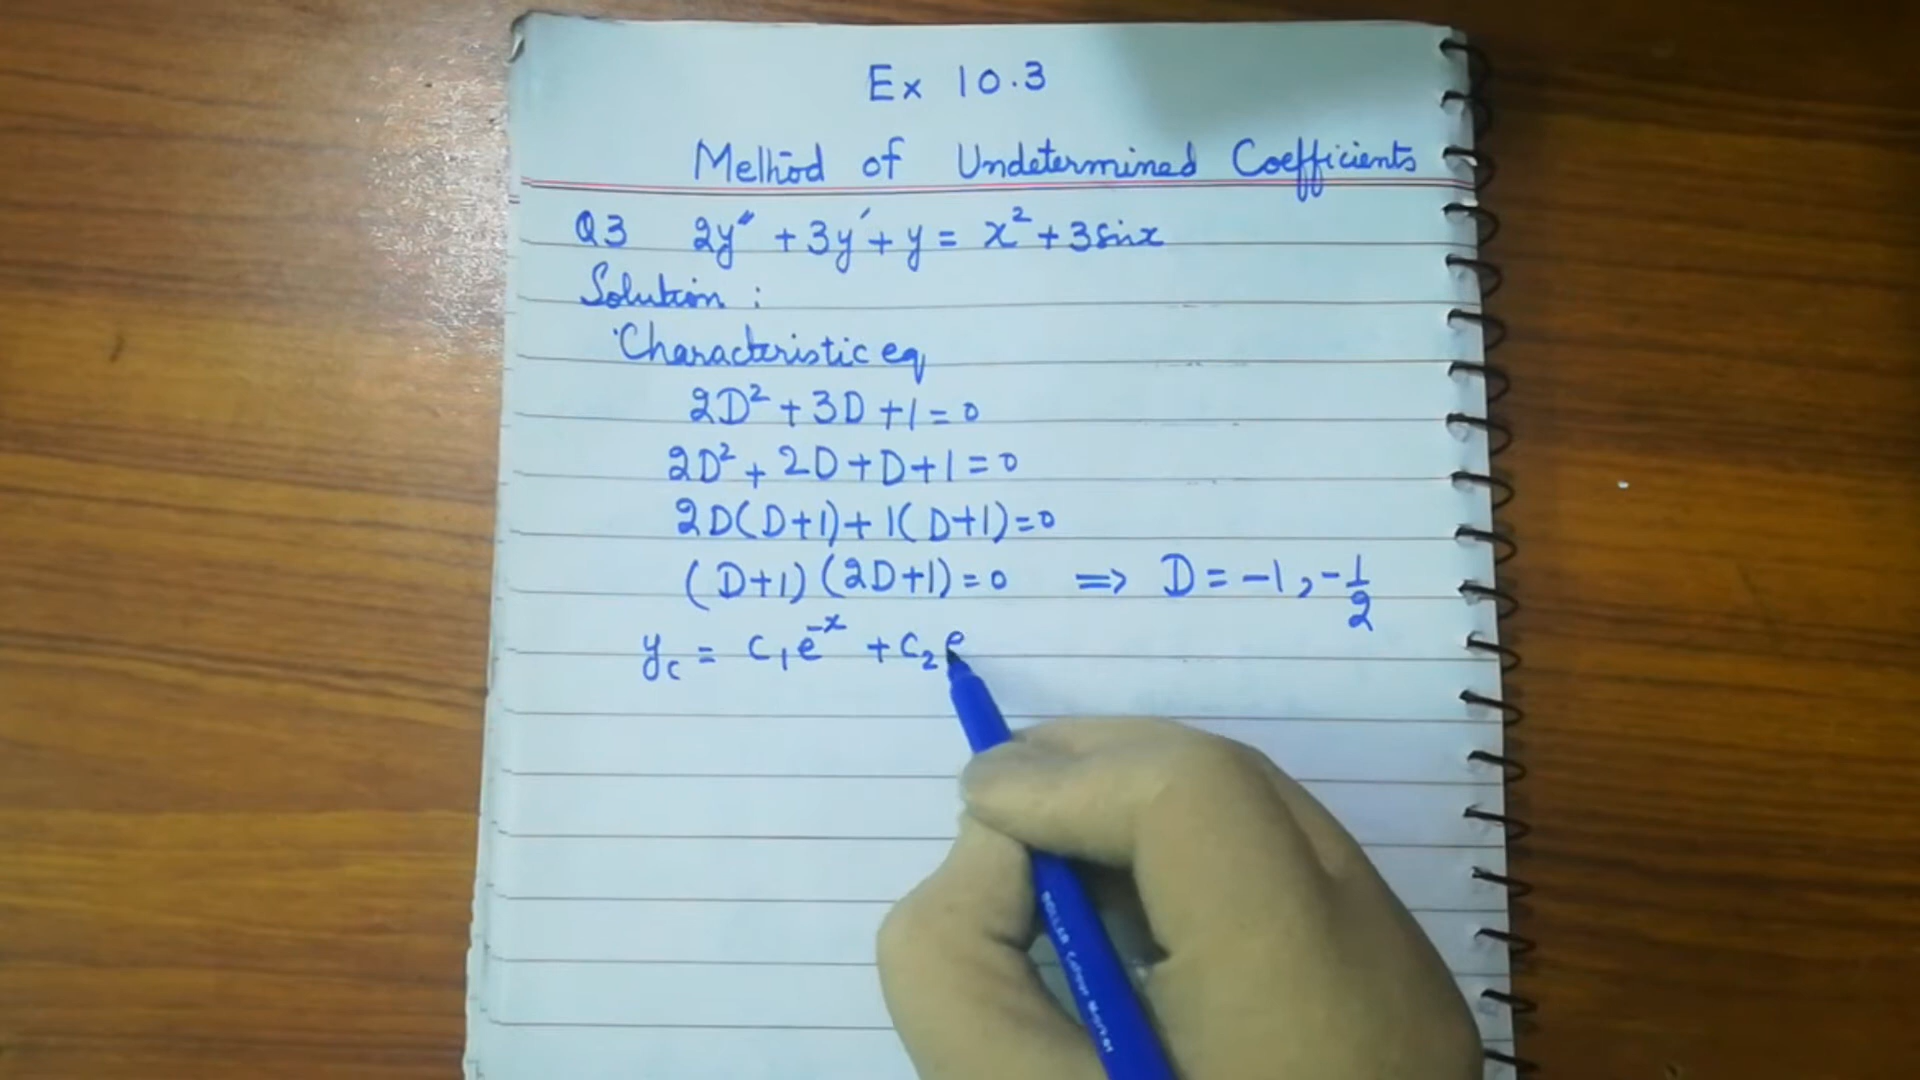 Ex 10.3
Method of Undetermined Coefficients
Q3 2y″ + 3y′ + y = x² + 3sinx
Solution :
Characteristic eq
2D² + 3D + 1 = 0
2D² + 2D + D + 1 = 0
2D(D+1) + 1(D+1) = 0
(D+1)(2D+1) = 0 ⇒ D = -1, -1/2
y_c = c₁e^-x + c₂e
DOLLAR